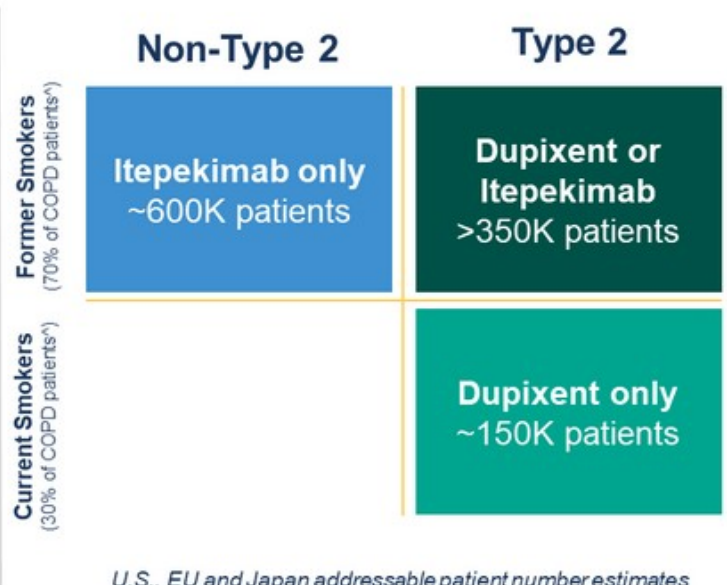 Non-Type 2
Type 2
Former Smokers
(70% of COPD patients^)
Itepekimab only
~600K patients
Dupixent or
Itepekimab
>350K patients
Current Smokers
(30% of COPD patients^)
Dupixent only
~150K patients
U.S., EU and Japan addressable patient number estimates